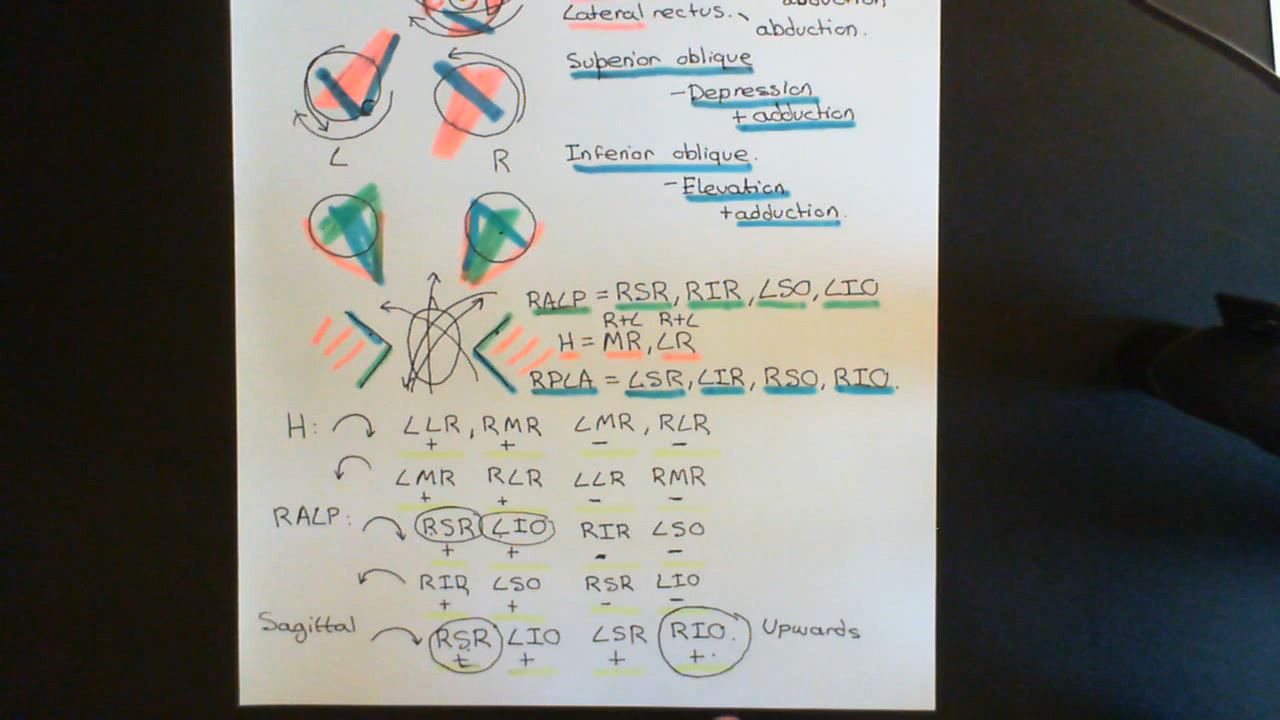 abduction
Lateral rectus.
abduction.
Superior oblique
- Depression
+ adduction
L R
Inferior oblique.
- Elevation
+ adduction.
RALP = RSR, RIR, LSO, LIO
R+L R+L
H = MR, LR
RPLA = LSR, LIR, RSO, RIO.
H: LLR, RMR LMR, RLR
+ + - -
LMR RLR LLR RMR
+ + - -
RALP: RSR LIO RIR LSO
+ + - -
RIR LSO RSR LIO
+ + - -
Sagittal RSR LIO LSR RIO. Upwards
+ + + +.